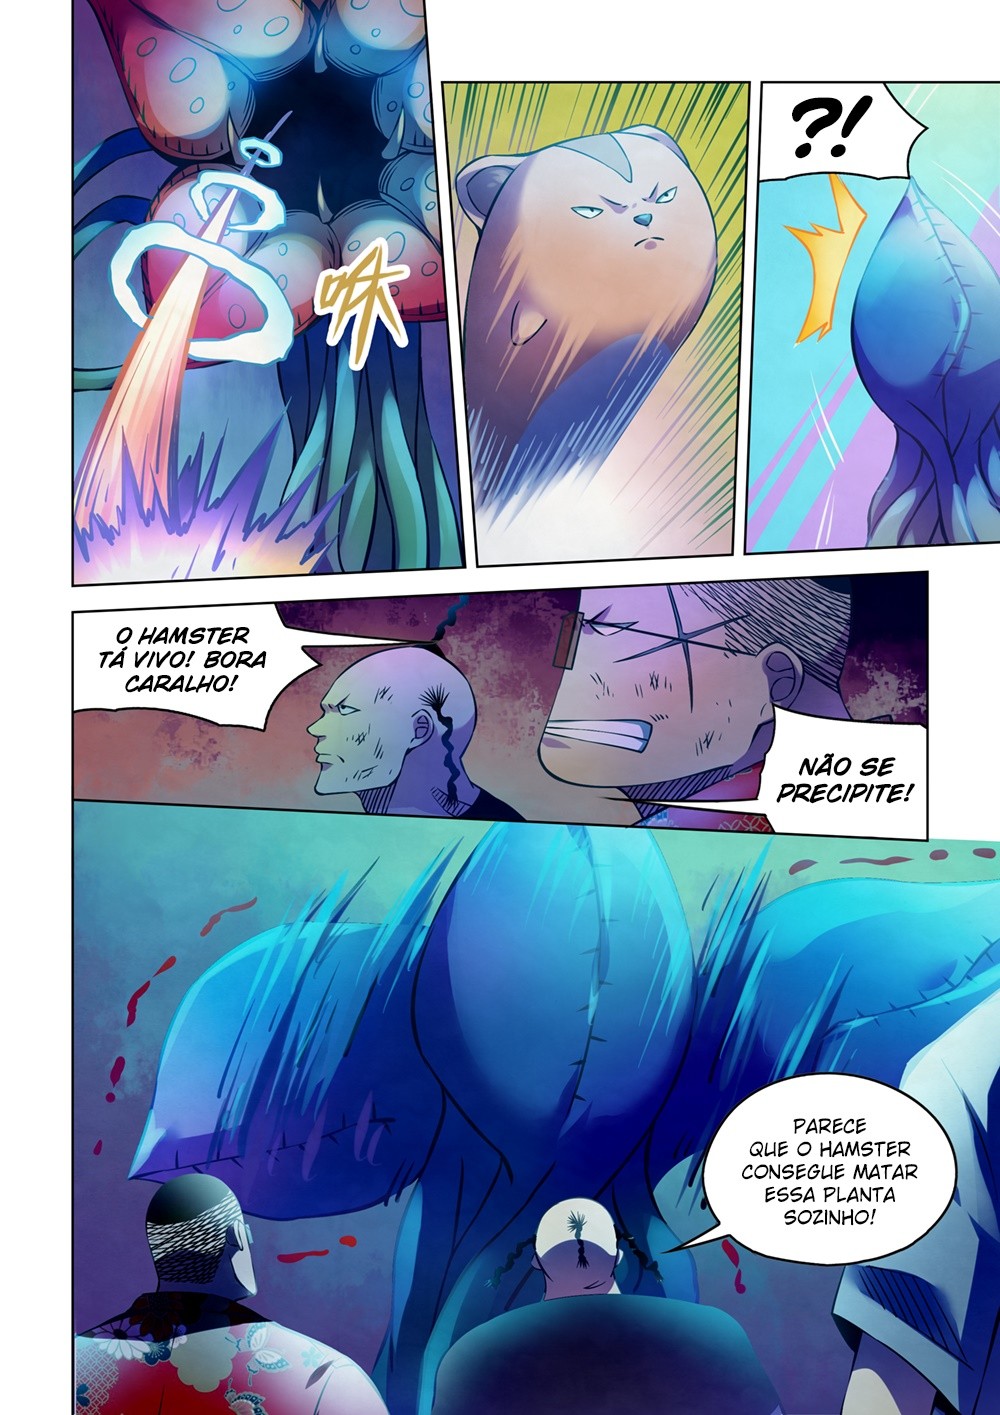 咻
?!
O HAMSTER
TÁ VIVO! BORA
CARALHO!
NÃO SE
PRECIPITE!
PARECE
QUE O HAMSTER
CONSEGUE MATAR
ESSA PLANTA
SOZINHO!